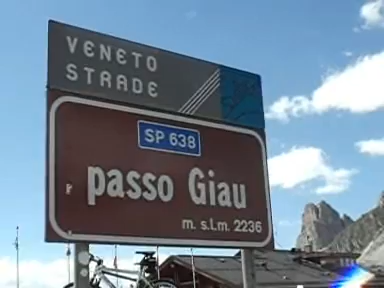 VENETO
STRADE
SP 638
passo Giau
m. s.l.m. 2236